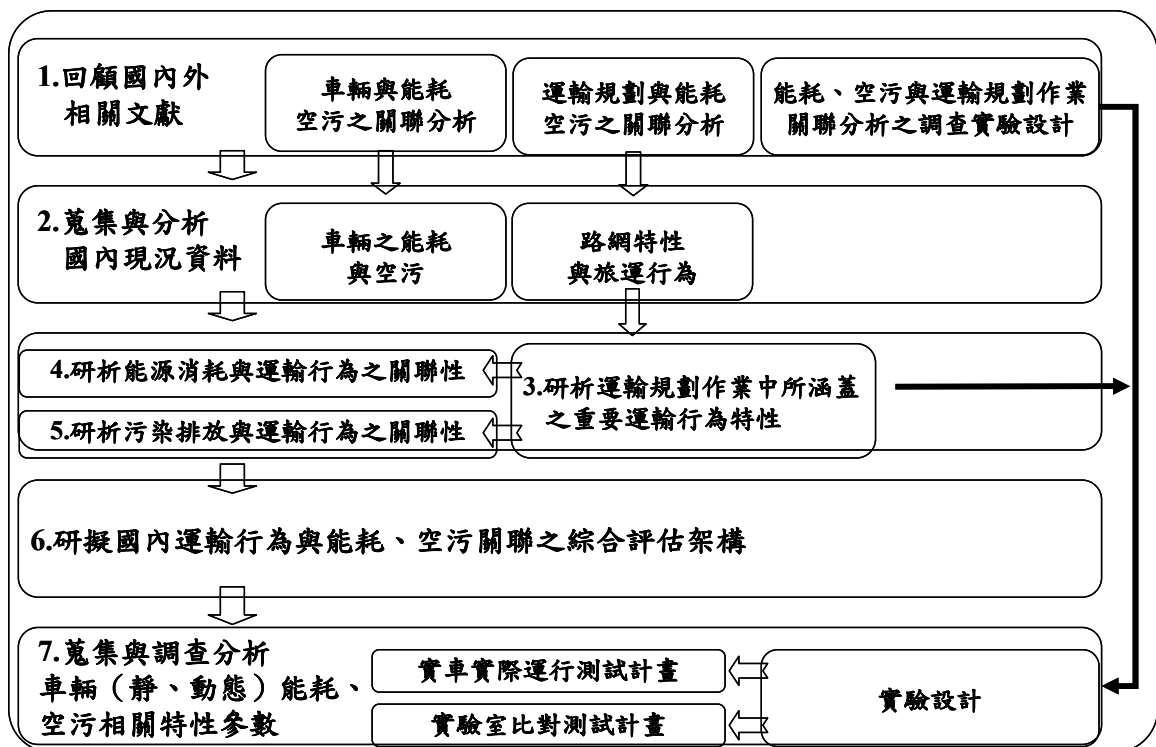 1.回顧國內外
相關文獻
車輛與能耗
空污之關聯分析
運輸規劃與能耗
空污之關聯分析
能耗、空污與運輸規劃作業
關聯分析之調查實驗設計
2.蒐集與分析
國內現況資料
車輛之能耗
與空污
路網特性
與旅運行為
4.研析能源消耗與運輸行為之關聯性
5.研析污染排放與運輸行為之關聯性
3.研析運輸規劃作業中所涵蓋
之重要運輸行為特性
6.研擬國內運輸行為與能耗、空污關聯之綜合評估架構
7.蒐集與調查分析
車輛（靜、動態）能耗、
空污相關特性參數
實車實際運行測試計畫
實驗室比對測試計畫
實驗設計